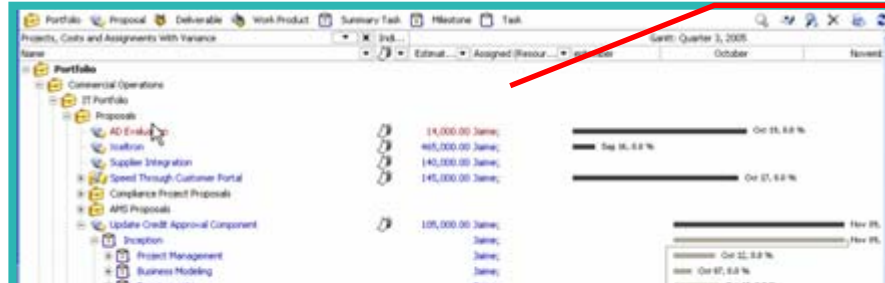 Portfolio Proposal Deliverable Work Product Summary Task Milestone Task
Projects, Costs and Assignments With Variance Indi... Gantt: Quarter 3, 2005
Name Estimat... Assigned (Resour... October Novemb
Portfolio
Commercial Operations
IT Portfolio
Proposals
AD 14,000.00 Jaime; Oct 19, 0.0 %
465,000.00 Jaime; Sep 16, 0.0 %
Supplier Integration 140,000.00 Jaime;
Speed Through Customer Portal 145,000.00 Jaime; Oct 17, 0.0 %
Compliance Project Proposals
AMS Proposals
Update Credit Approval Component 105,000.00 Jaime; Nov 09,
Inception Jaime; Nov 09,
Project Management Jaime; Oct 12, 0.0 %
Business Modeling Jaime; Oct 07, 0.0 %